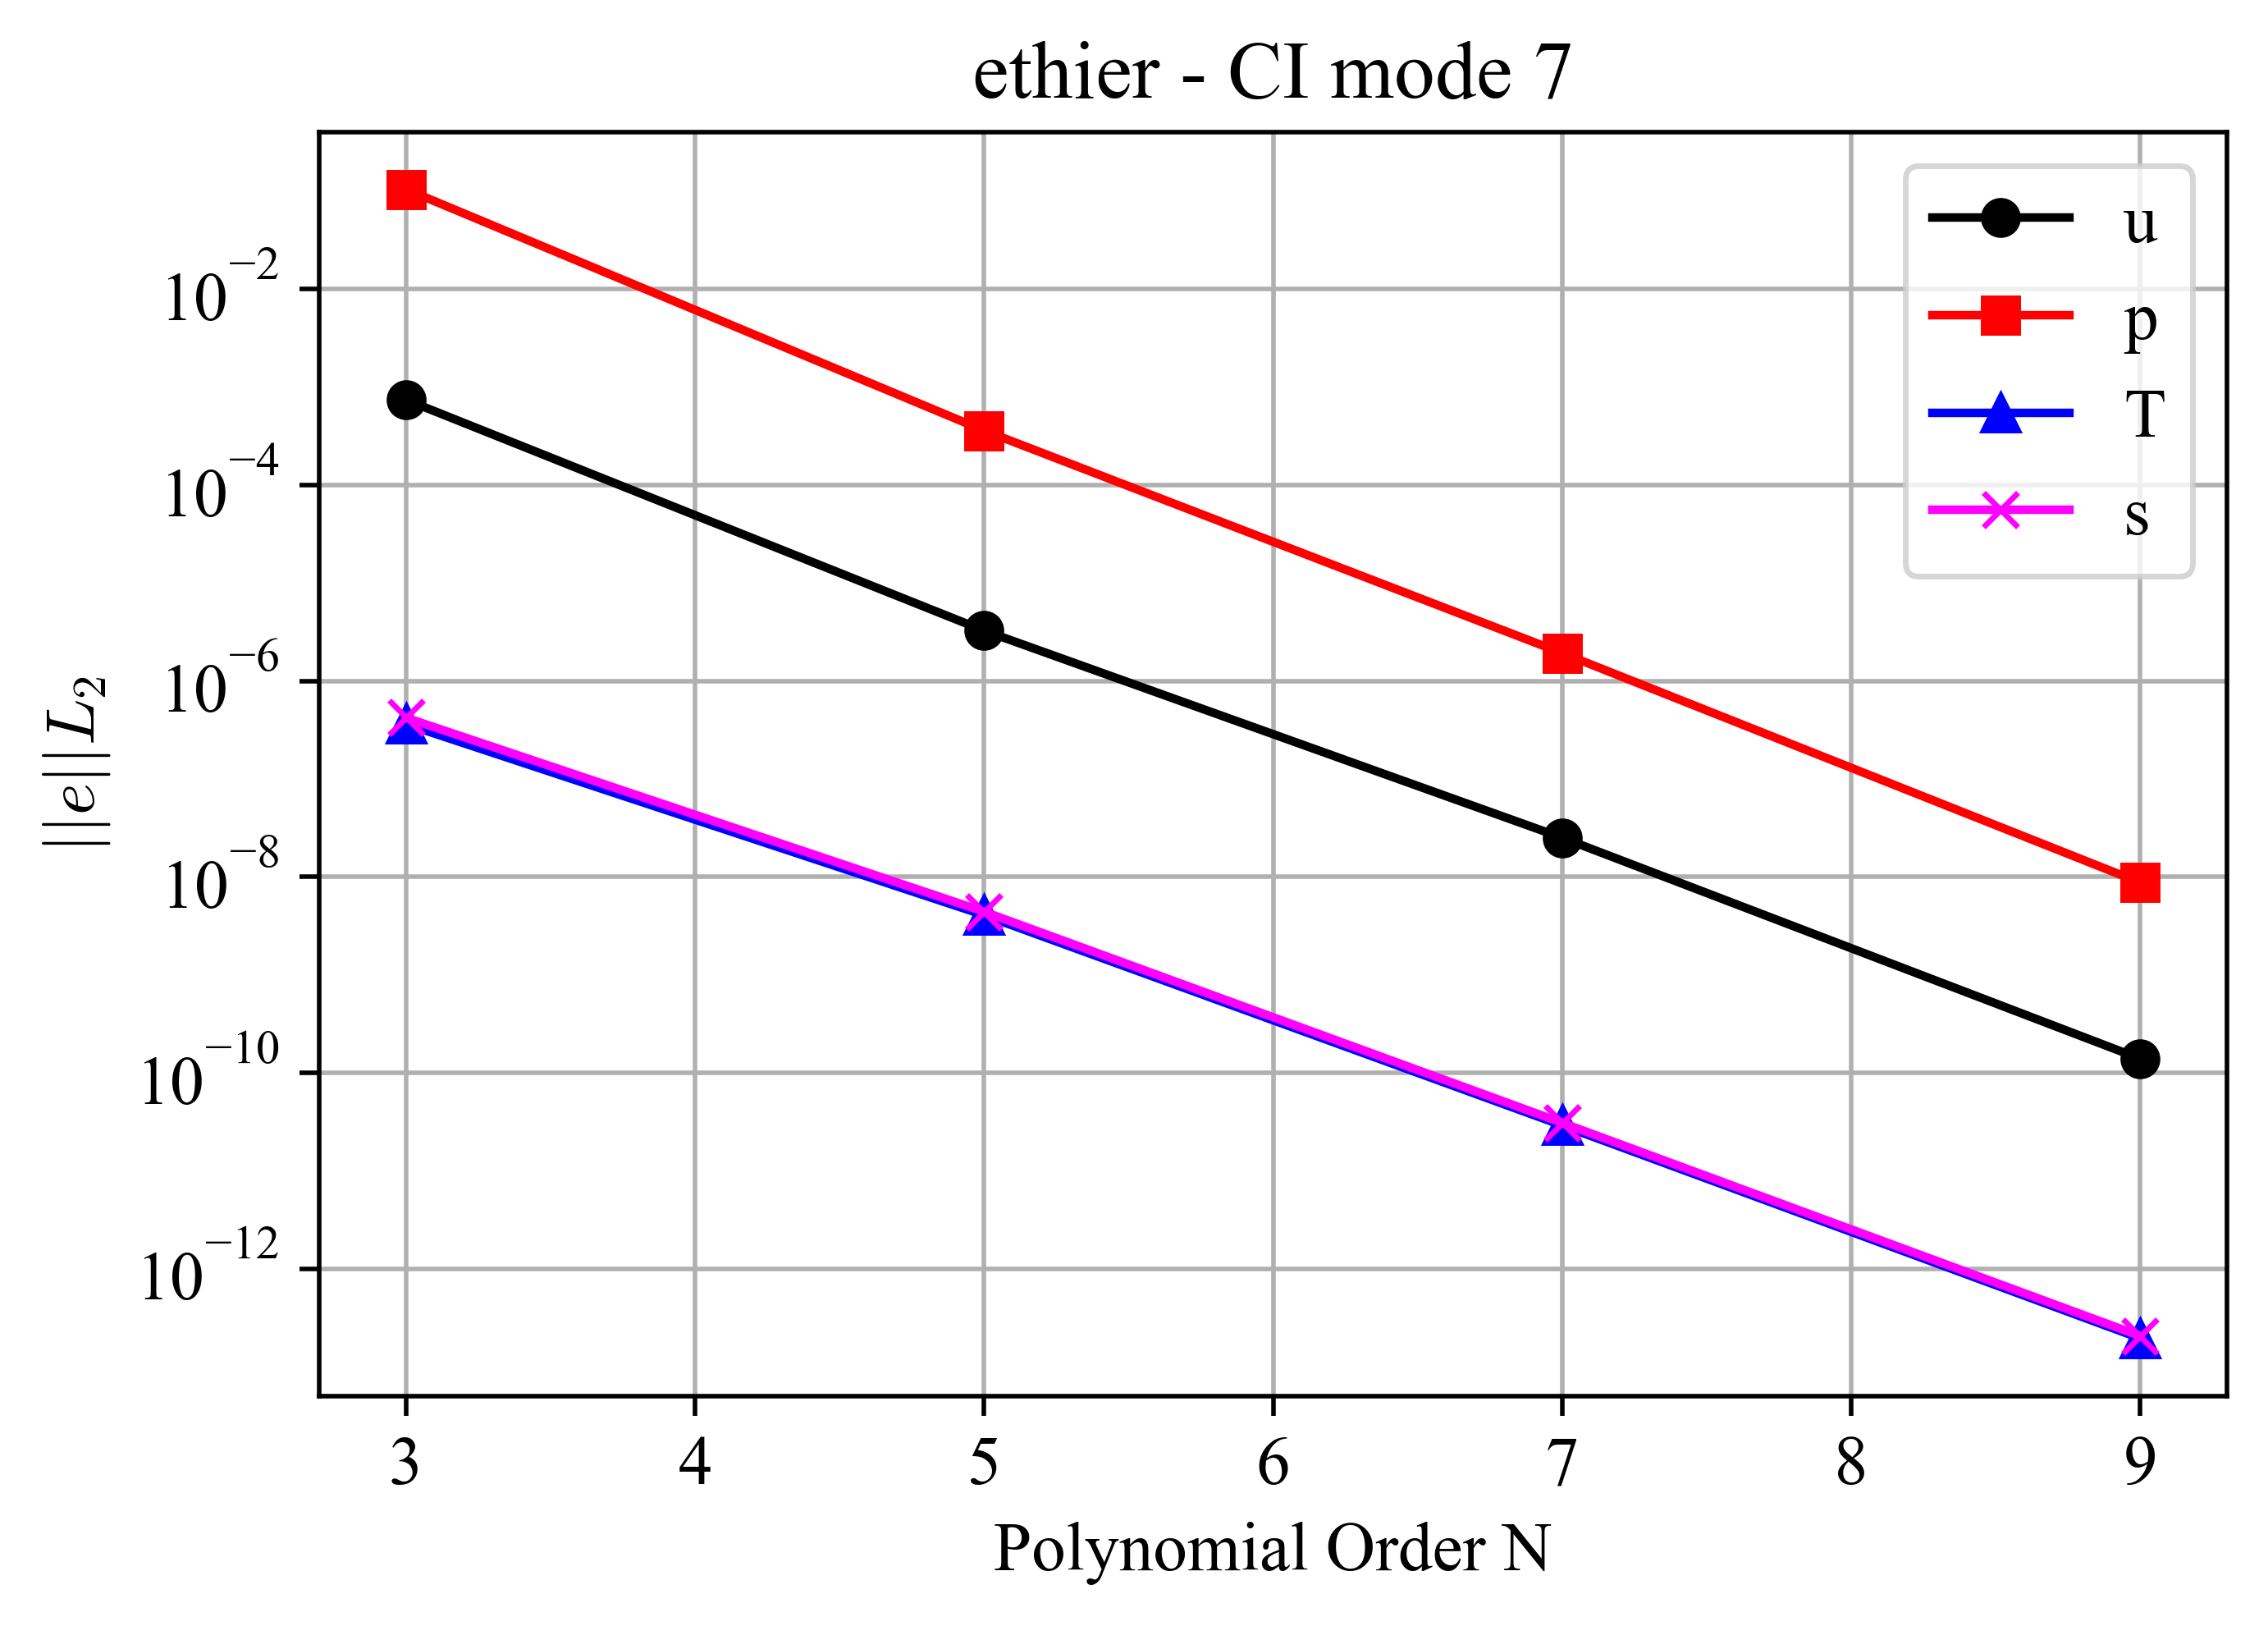 ethier - CI mode 7
u
p
T
s
10⁻²
10⁻⁴
10⁻⁶
10⁻⁸
10⁻¹⁰
10⁻¹²
||e||L₂
3 4 5 6 7 8 9
Polynomial Order N